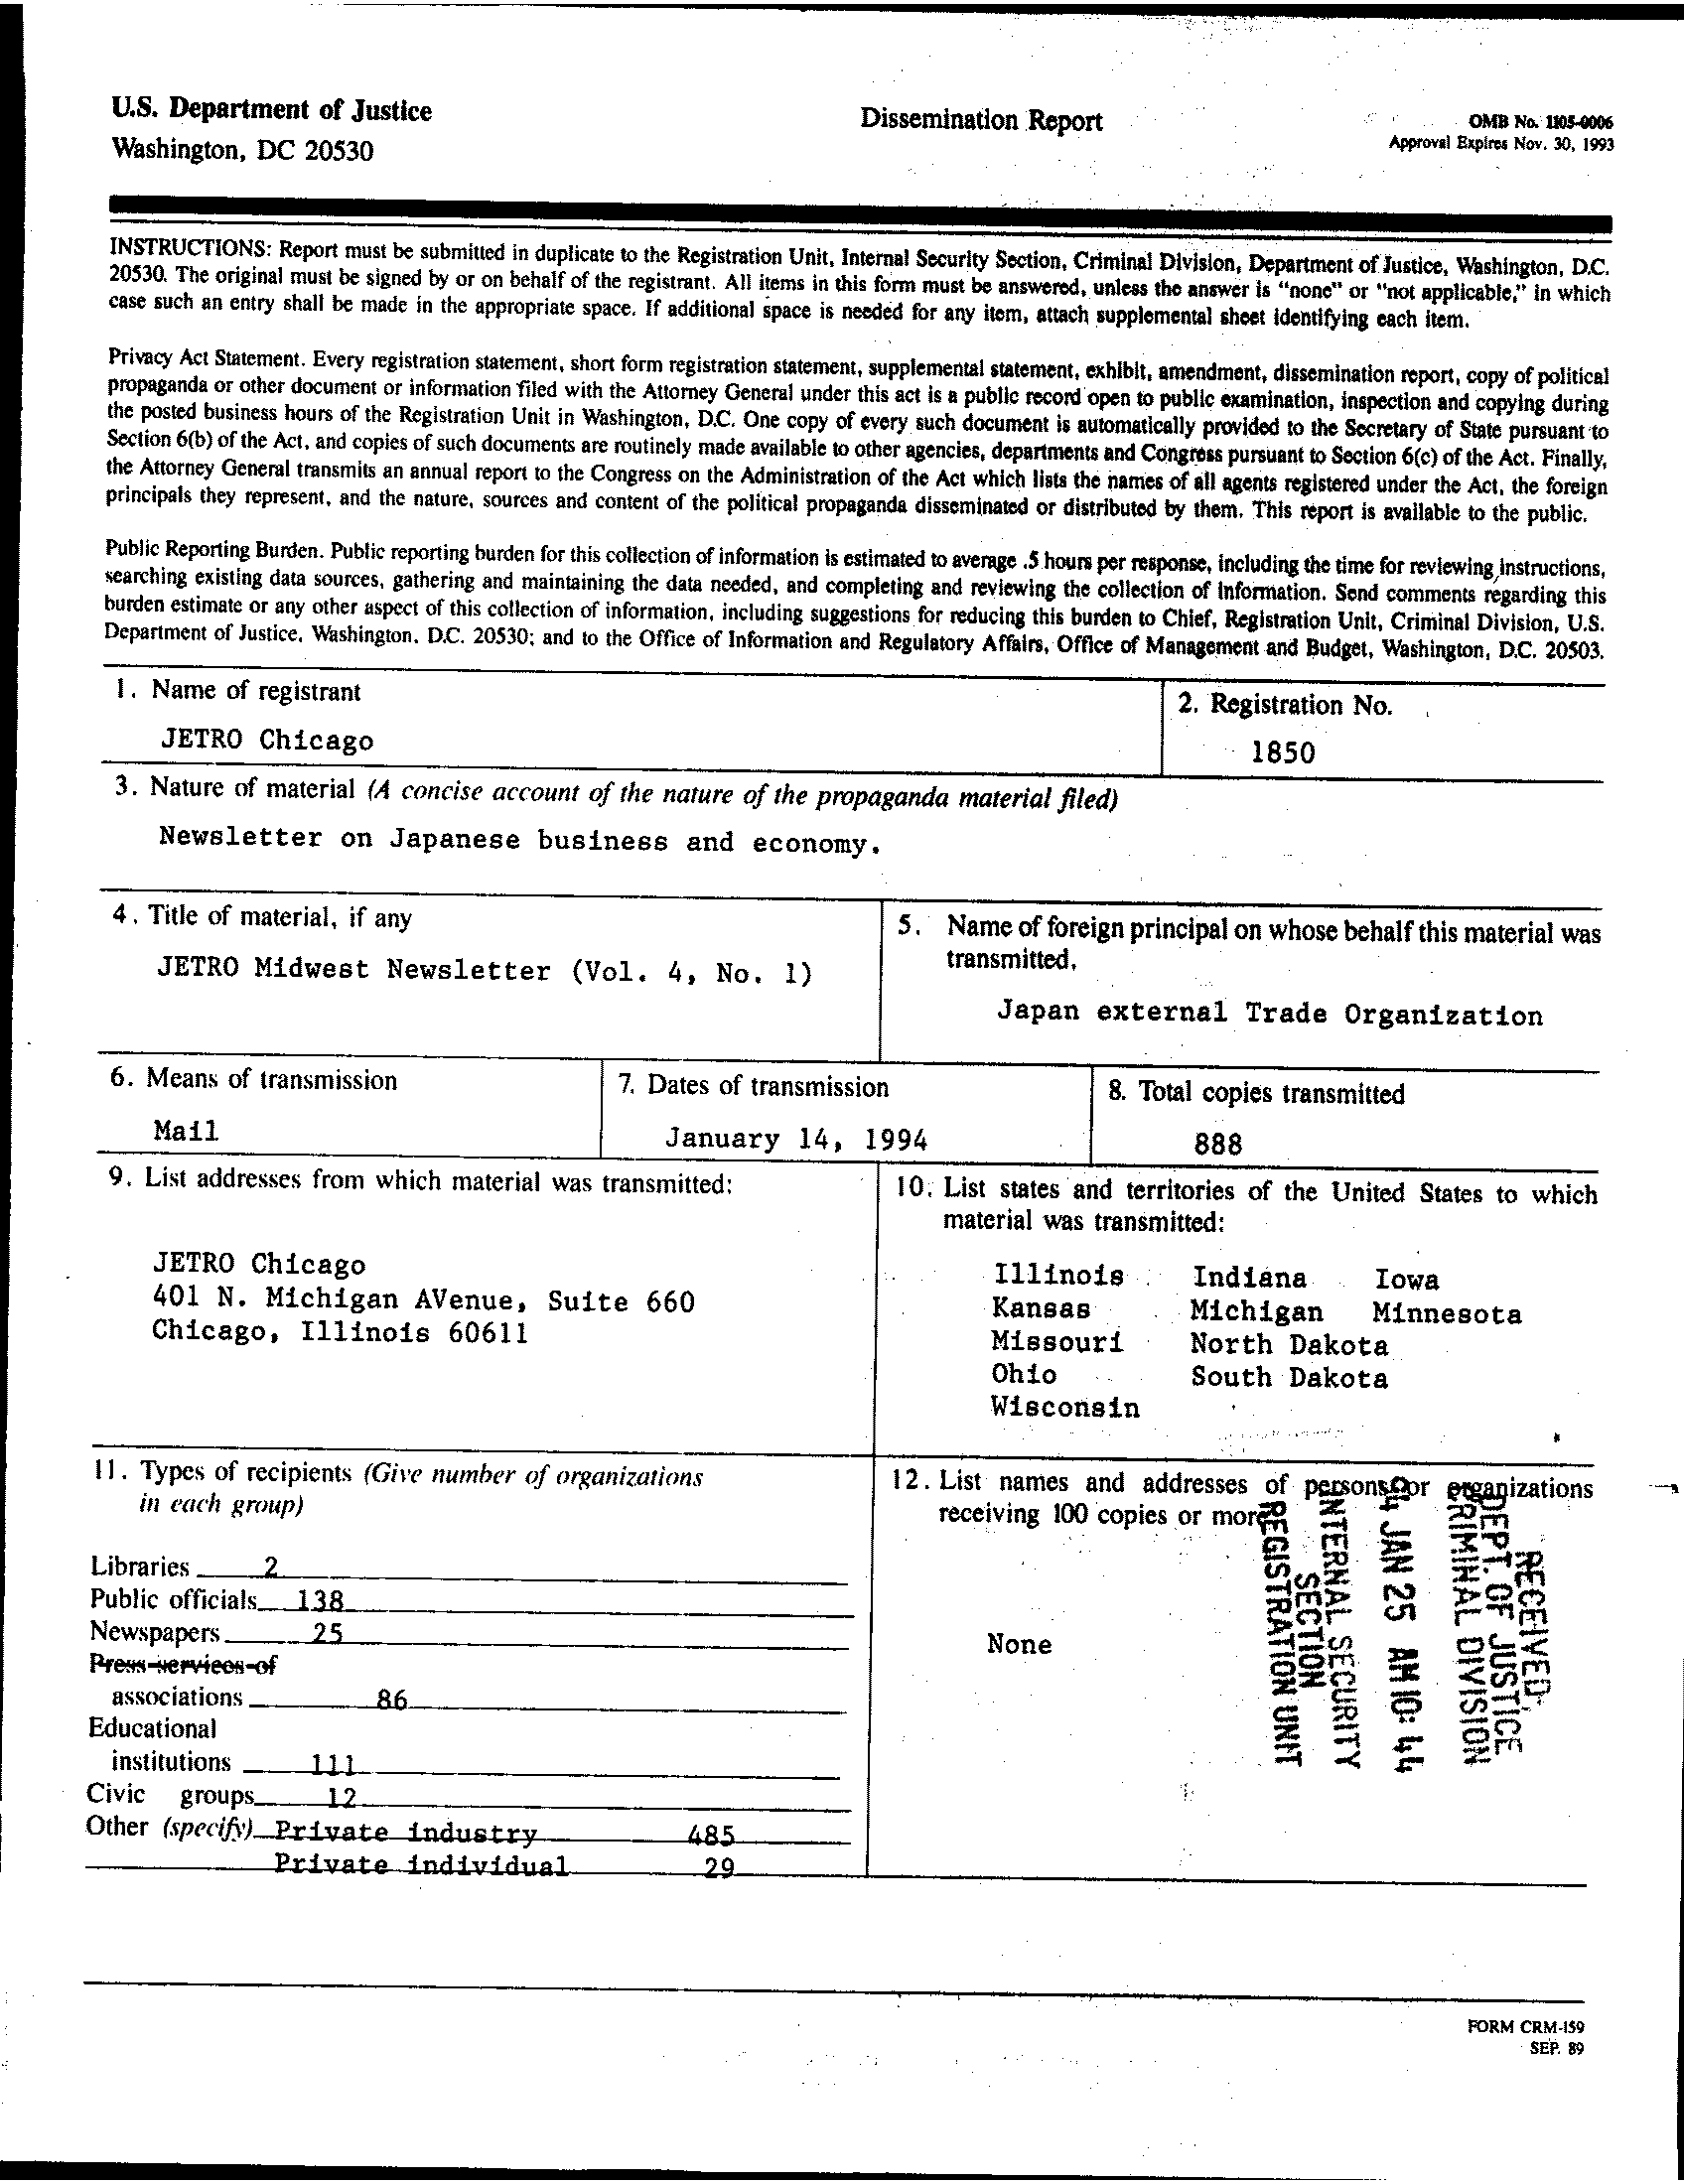 U.S. Department of Justice
Washington, DC 20530
Dissemination Report
OMB No. 1105-0006
Approval Expires Nov. 30, 1993
INSTRUCTIONS: Report must be submitted in duplicate to the Registration Unit, Internal Security Section, Criminal Division, Department of Justice, Washington, D.C.
20530. The original must be signed by or on behalf of the registrant. All items in this form must be answered, unless the answer is "none" or "not applicable," in which
case such an entry shall be made in the appropriate space. If additional space is needed for any item, attach supplemental sheet identifying each item.
Privacy Act Statement. Every registration statement, short form registration statement, supplemental statement, exhibit, amendment, dissemination report, copy of political
propaganda or other document or information filed with the Attorney General under this act is a public record open to public examination, inspection and copying during
the posted business hours of the Registration Unit in Washington, D.C. One copy of every such document is automatically provided to the Secretary of State pursuant to
Section 6(b) of the Act, and copies of such documents are routinely made available to other agencies, departments and Congress pursuant to Section 6(c) of the Act. Finally,
the Attorney General transmits an annual report to the Congress on the Administration of the Act which lists the names of all agents registered under the Act, the foreign
principals they represent, and the nature, sources and content of the political propaganda disseminated or distributed by them. This report is available to the public.
Public Reporting Burden. Public reporting burden for this collection of information is estimated to average .5 hours per response, including the time for reviewing instructions,
searching existing data sources, gathering and maintaining the data needed, and completing and reviewing the collection of information. Send comments regarding this
burden estimate or any other aspect of this collection of information, including suggestions for reducing this burden to Chief, Registration Unit, Criminal Division, U.S.
Department of Justice, Washington, D.C. 20530; and to the Office of Information and Regulatory Affairs, Office of Management and Budget, Washington, D.C. 20503.
1. Name of registrant
JETRO Chicago
2. Registration No.
1850
3. Nature of material (A concise account of the nature of the propaganda material filed)
Newsletter on Japanese business and economy.
4. Title of material, if any
JETRO Midwest Newsletter (Vol. 4, No. 1)
5. Name of foreign principal on whose behalf this material was
transmitted.
Japan external Trade Organization
6. Means of transmission
Mail
7. Dates of transmission
January 14, 1994
8. Total copies transmitted
888
9. List addresses from which material was transmitted:
JETRO Chicago
401 N. Michigan AVenue, Suite 660
Chicago, Illinois 60611
10. List states and territories of the United States to which
material was transmitted:
Illinois Indiana Iowa
Kansas Michigan Minnesota
Missouri North Dakota
Ohio South Dakota
Wisconsin
11. Types of recipients (Give number of organizations
in each group)
Libraries 2
Public officials 138
Newspapers 25
Press services of
associations 86
Educational
institutions 111
Civic groups 12
Other (specify) Private industry 485
Private individual 29
12. List names and addresses of persons or organizations
receiving 100 copies or more
None
RECEIVED
DEPT. OF JUSTICE
CRIMINAL DIVISION
94 JAN 25 AM 10: 44
INTERNAL SECURITY
SECTION
REGISTRATION UNIT
FORM CRM-159
SEP. 89